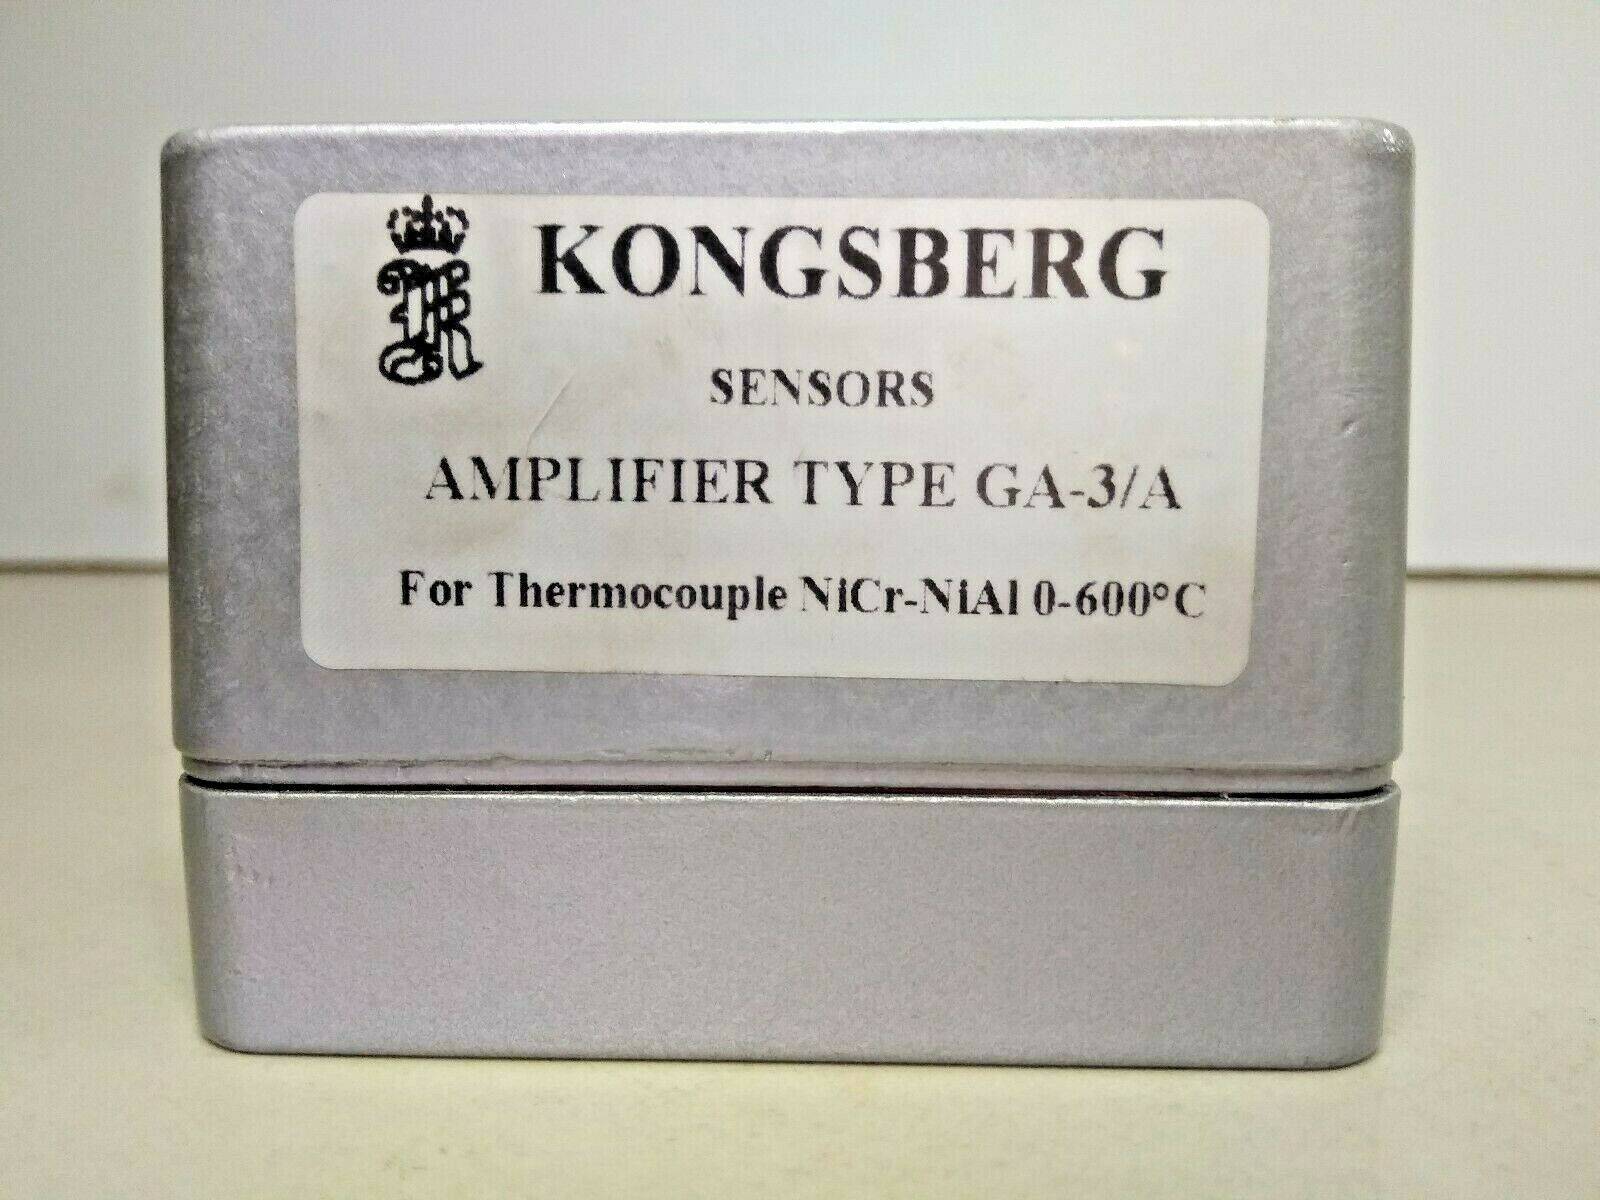 KONGSBERG
SENSORS
AMPLIFIER TYPE GA-3/A
For Thermocouple NiCr-NiAl 0-600°C